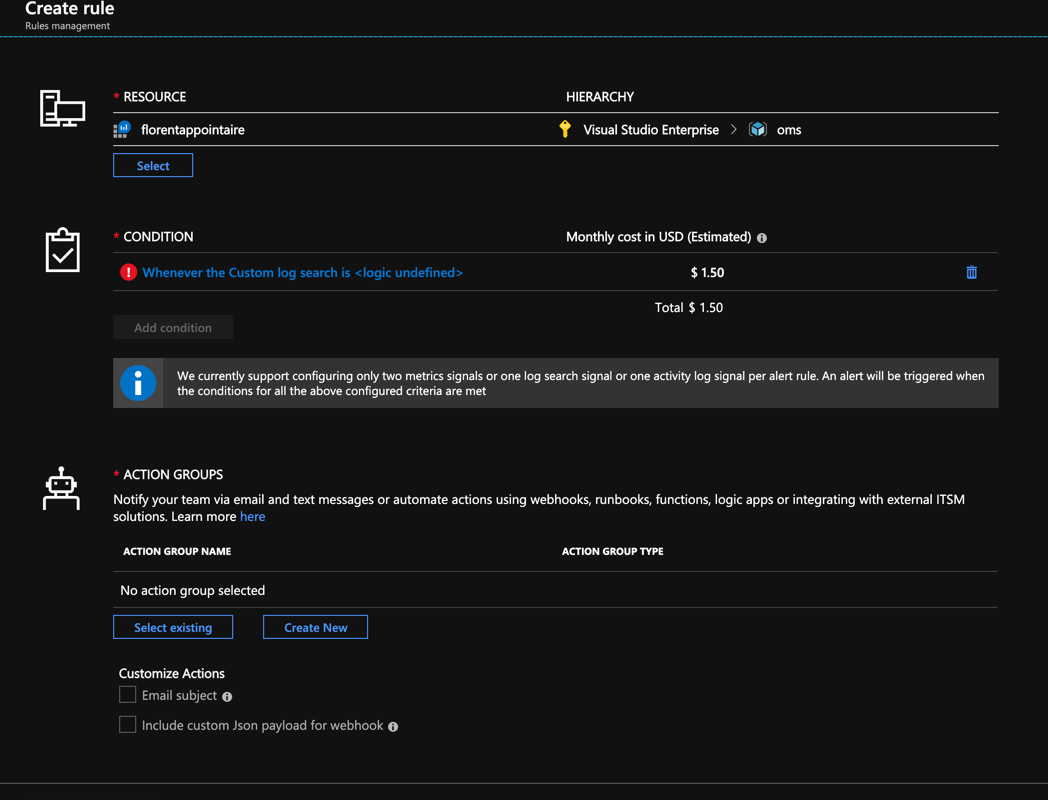 Create rule
Rules management
* RESOURCE
HIERARCHY
florentappointaire
Visual Studio Enterprise > oms
Select
* CONDITION
Monthly cost in USD (Estimated)
Whenever the Custom log search is <logic undefined>
$ 1.50
Total $ 1.50
Add condition
We currently support configuring only two metrics signals or one log search signal or one activity log signal per alert rule. An alert will be triggered when
the conditions for all the above configured criteria are met
* ACTION GROUPS
Notify your team via email and text messages or automate actions using webhooks, runbooks, functions, logic apps or integrating with external ITSM
solutions. Learn more here
ACTION GROUP NAME
ACTION GROUP TYPE
No action group selected
Select existing
Create New
Customize Actions
Email subject
Include custom Json payload for webhook